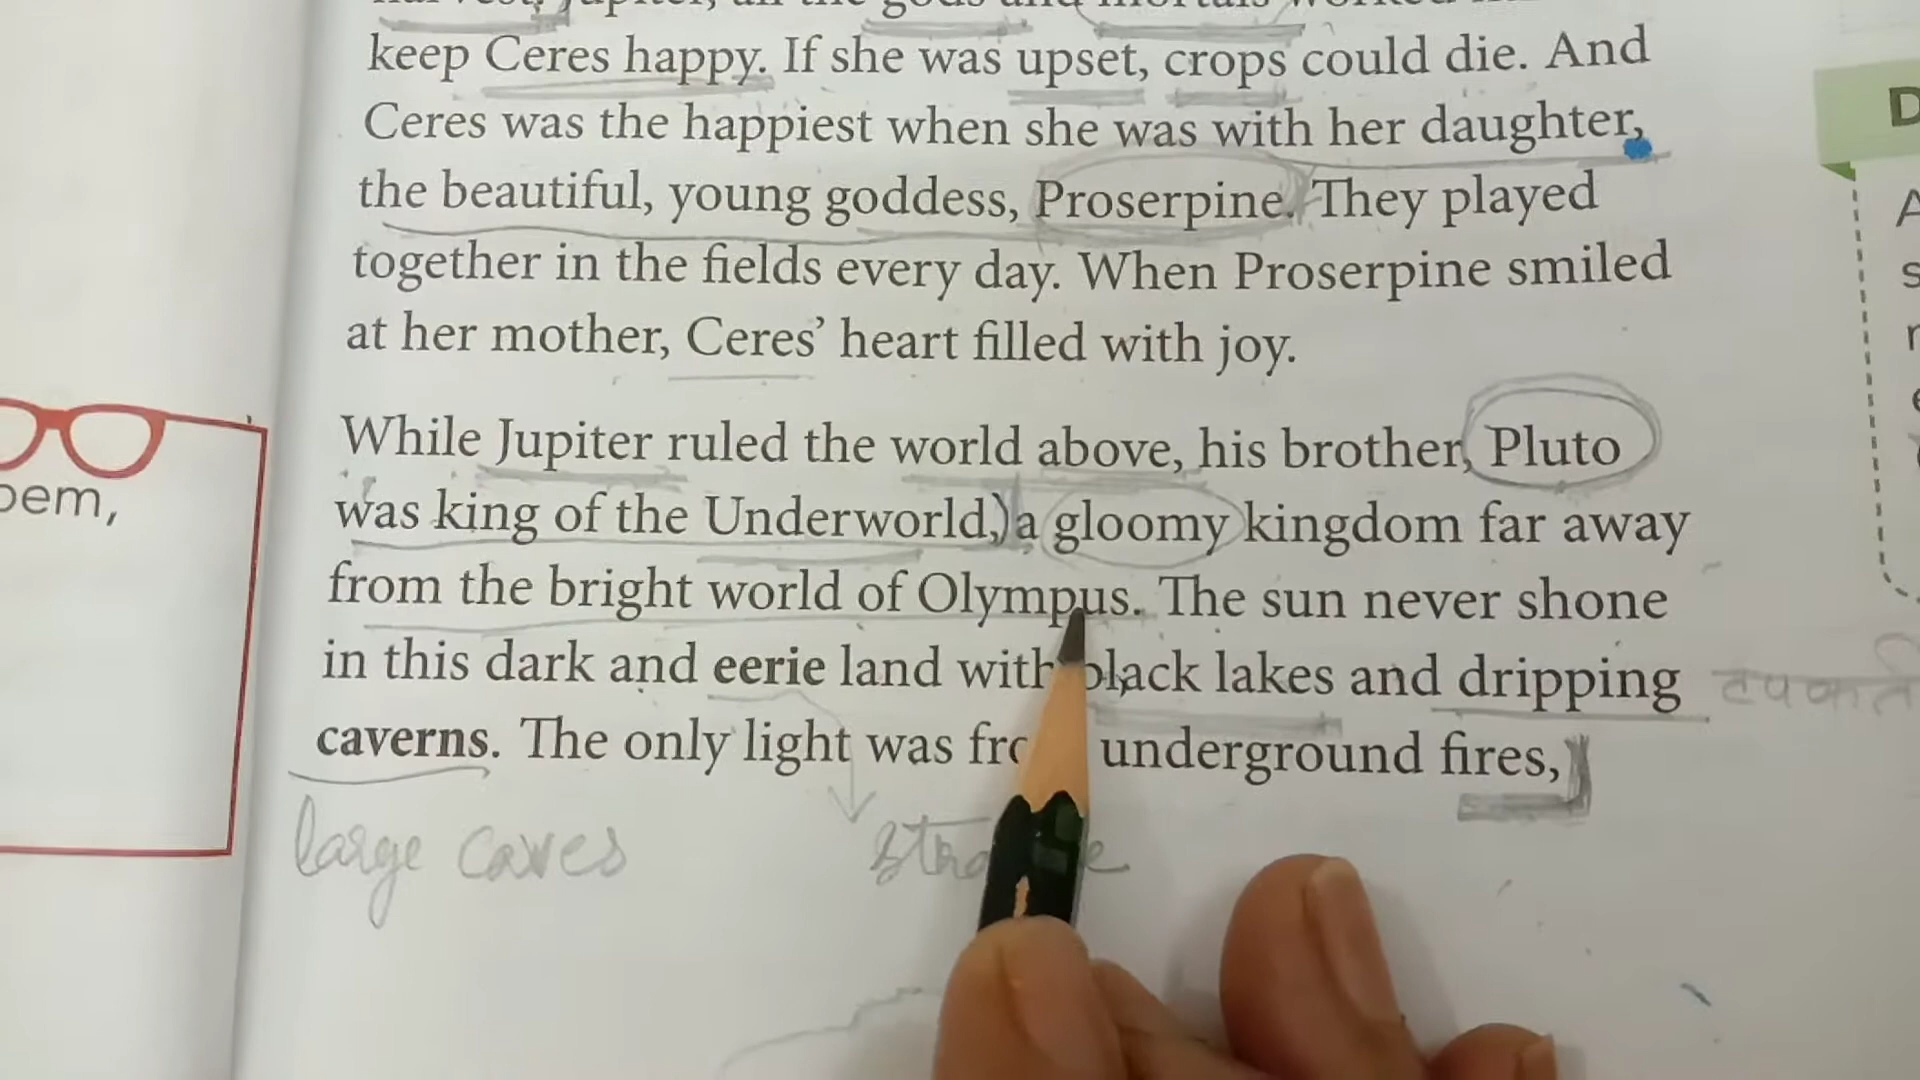 keep Ceres happy. If she was upset, crops could die. And
Ceres was the happiest when she was with her daughter,
the beautiful, young goddess, Proserpine. They played
together in the fields every day. When Proserpine smiled
at her mother, Ceres’ heart filled with joy.
While Jupiter ruled the world above, his brother, Pluto
was king of the Underworld, a gloomy kingdom far away
from the bright world of Olympus. The sun never shone
in this dark and eerie land with black lakes and dripping
caverns. The only light was from underground fires,
large caves